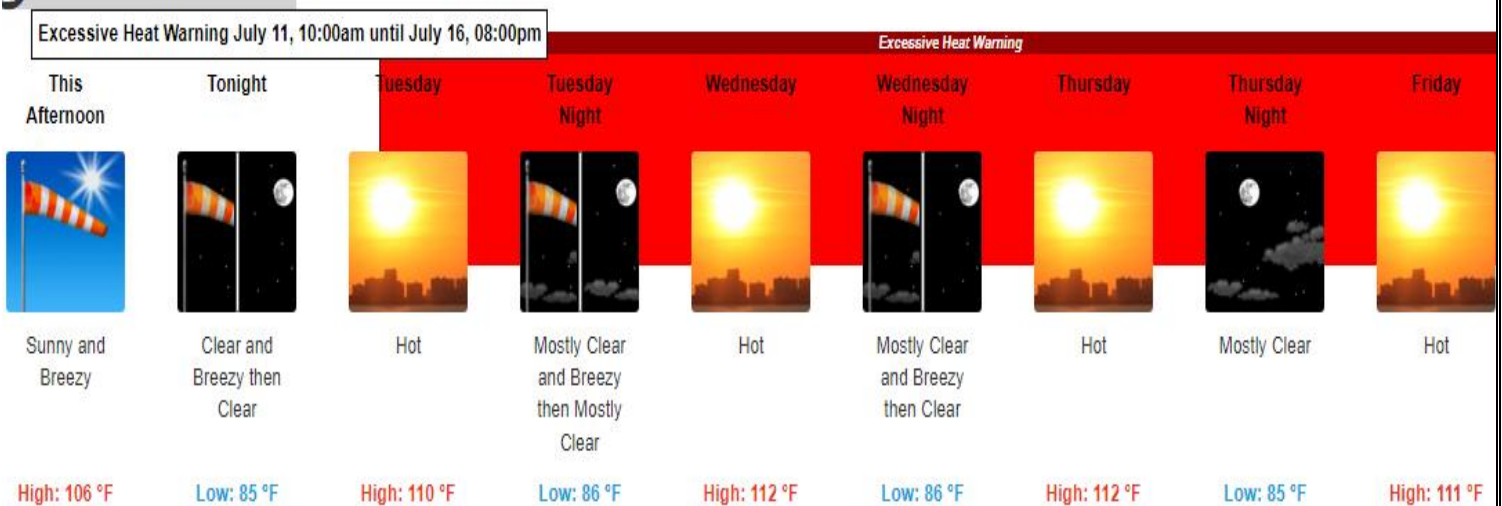 Excessive Heat Warning July 11, 10:00am until July 16, 08:00pm
Excessive Heat Warning
This
Afternoon
Tonight
Tuesday
Tuesday
Night
Wednesday
Wednesday
Night
Thursday
Thursday
Night
Friday
Sunny and
Breezy
Clear and
Breezy then
Clear
Hot
Mostly Clear
and Breezy
then Mostly
Clear
Hot
Mostly Clear
and Breezy
then Clear
Hot
Mostly Clear
Hot
High: 106 °F
Low: 85 °F
High: 110 °F
Low: 86 °F
High: 112 °F
Low: 86 °F
High: 112 °F
Low: 85 °F
High: 111 °F